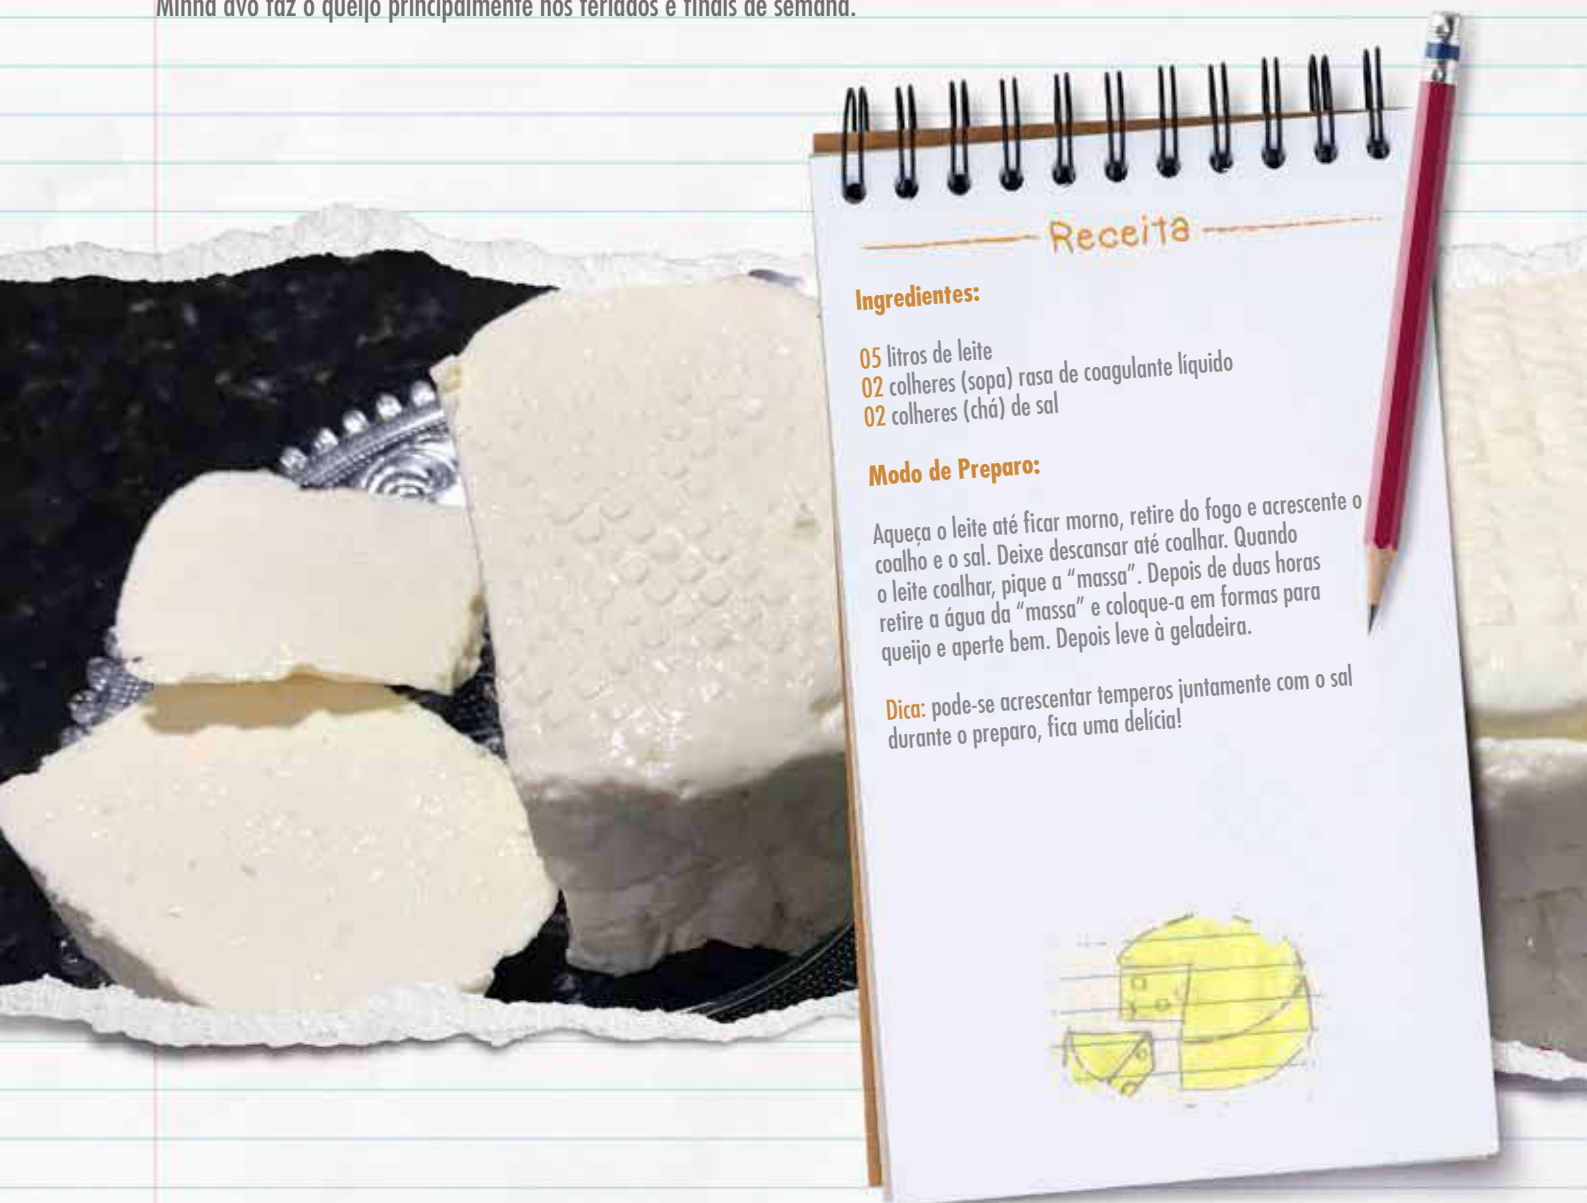 Minha avó faz o queijo principalmente nos feriados e finais de semana.
Receita
Ingredientes:
05 litros de leite
02 colheres (sopa) rasa de coagulante líquido
02 colheres (chá) de sal
Modo de Preparo:
Aqueça o leite até ficar morno, retire do fogo e acrescente o
coalho e o sal. Deixe descansar até coalhar. Quando
o leite coalhar, pique a “massa”. Depois de duas horas
retire a água da “massa” e coloque-a em formas para
queijo e aperte bem. Depois leve à geladeira.
Dica: pode-se acrescentar temperos juntamente com o sal
durante o preparo, fica uma delícia!